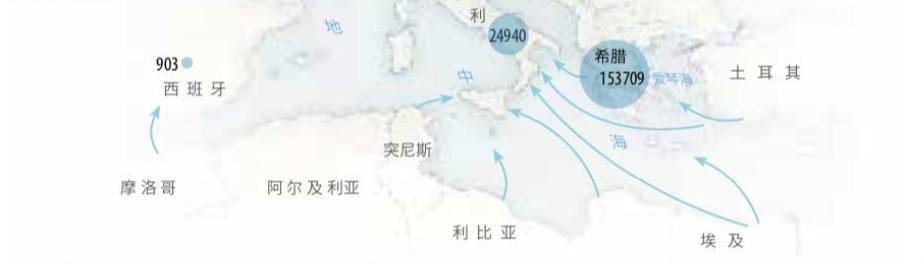 利
24940
地
希腊
153709
903
中
爱琴海
土耳其
西班牙
海
突尼斯
摩洛哥
阿尔及利亚
利比亚
埃及